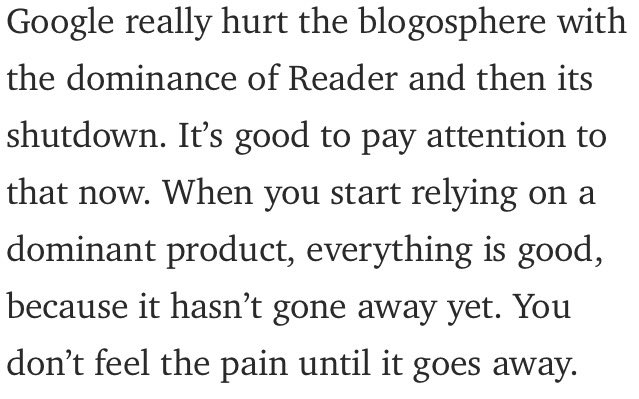 Google really hurt the blogosphere with
the dominance of Reader and then its
shutdown. It’s good to pay attention to
that now. When you start relying on a
dominant product, everything is good,
because it hasn’t gone away yet. You
don’t feel the pain until it goes away.